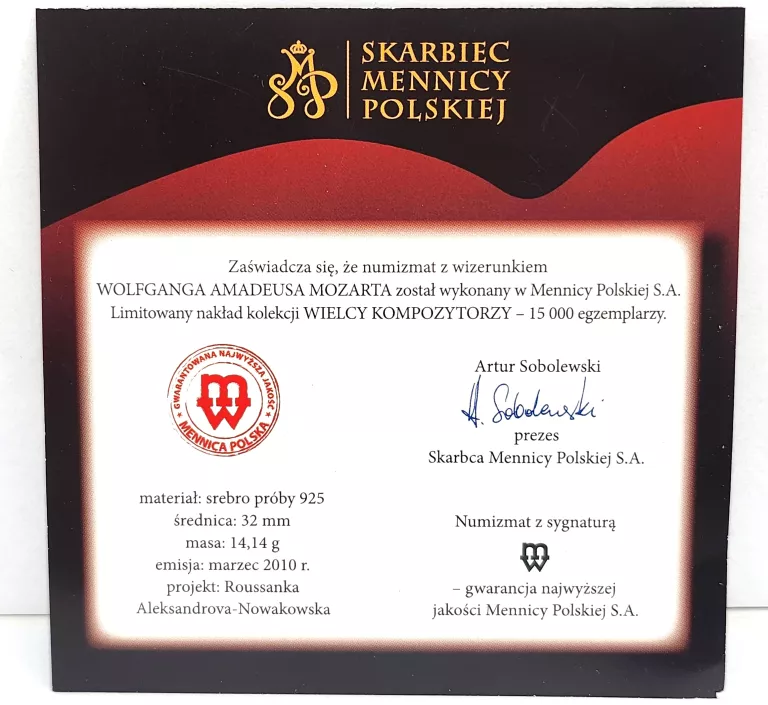 SKARBIEC
MENNICY
POLSKIEJ
Zaświadcza się, że numizmat z wizerunkiem
WOLFGANGA AMADEUSA MOZARTA został wykonany w Mennicy Polskiej S.A.
Limitowany nakład kolekcji WIELCY KOMPOZYTORZY – 15 000 egzemplarzy.
GWARANTOWANA NAJWYŻSZA JAKOŚĆ
MENNICA POLSKA
Artur Sobolewski
A. Sobolewski
prezes
Skarbca Mennicy Polskiej S.A.
materiał: srebro próby 925
średnica: 32 mm
masa: 14,14 g
emisja: marzec 2010 r.
projekt: Roussanka
Aleksandrova-Nowakowska
Numizmat z sygnaturą
– gwarancja najwyższej
jakości Mennicy Polskiej S.A.